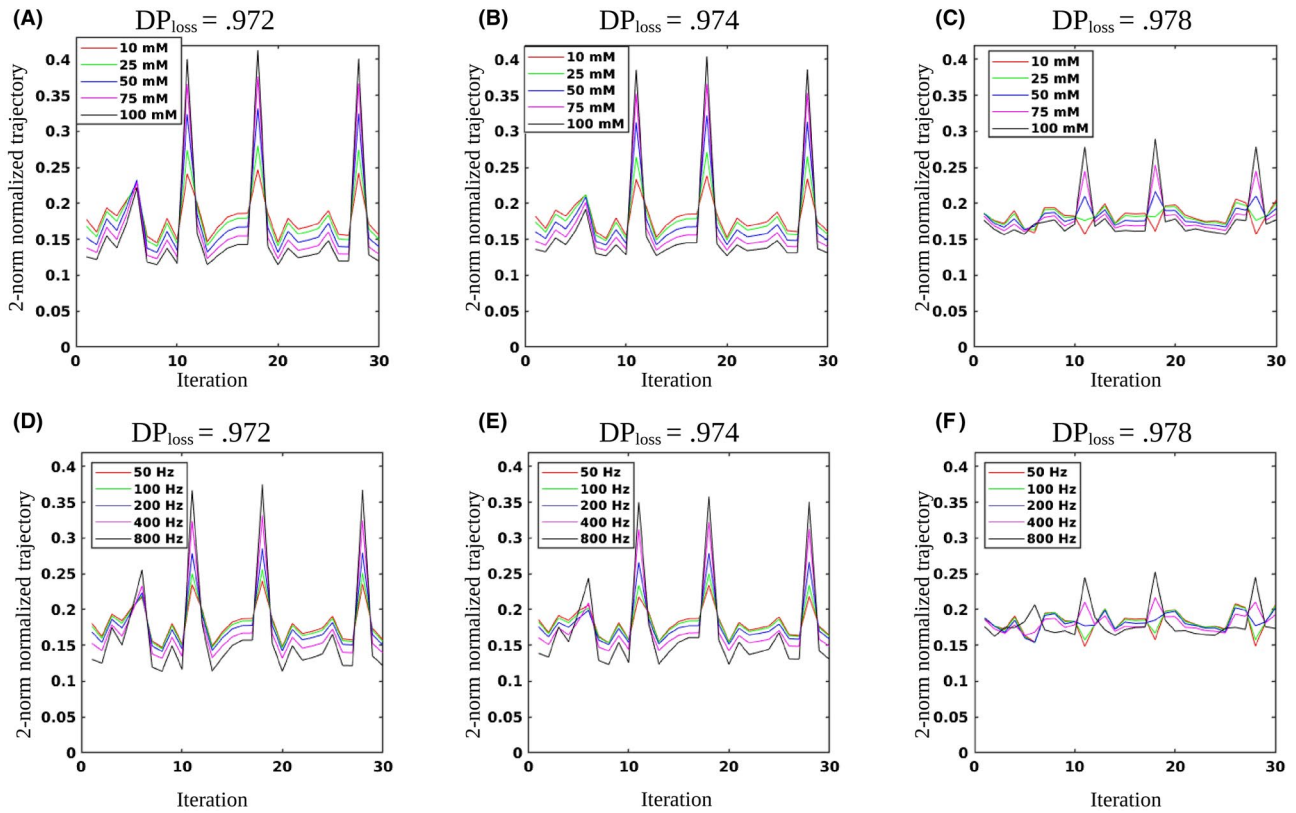 (A)
DPloss = .972
2-norm normalized trajectory
10 mM
25 mM
50 mM
75 mM
100 mM
0.4
0.35
0.3
0.25
0.2
0.15
0.1
0.05
0
0 10 20 30
Iteration
(B)
DPloss = .974
2-norm normalized trajectory
10 mM
25 mM
50 mM
75 mM
100 mM
0.4
0.35
0.3
0.25
0.2
0.15
0.1
0.05
0
0 10 20 30
Iteration
(C)
DPloss = .978
2-norm normalized trajectory
10 mM
25 mM
50 mM
75 mM
100 mM
0.4
0.35
0.3
0.25
0.2
0.15
0.1
0.05
0
0 10 20 30
Iteration
(D)
DPloss = .972
2-norm normalized trajectory
50 Hz
100 Hz
200 Hz
400 Hz
800 Hz
0.4
0.35
0.3
0.25
0.2
0.15
0.1
0.05
0
0 10 20 30
Iteration
(E)
DPloss = .974
2-norm normalized trajectory
50 Hz
100 Hz
200 Hz
400 Hz
800 Hz
0.4
0.35
0.3
0.25
0.2
0.15
0.1
0.05
0
0 10 20 30
Iteration
(F)
DPloss = .978
2-norm normalized trajectory
50 Hz
100 Hz
200 Hz
400 Hz
800 Hz
0.4
0.35
0.3
0.25
0.2
0.15
0.1
0.05
0
0 10 20 30
Iteration